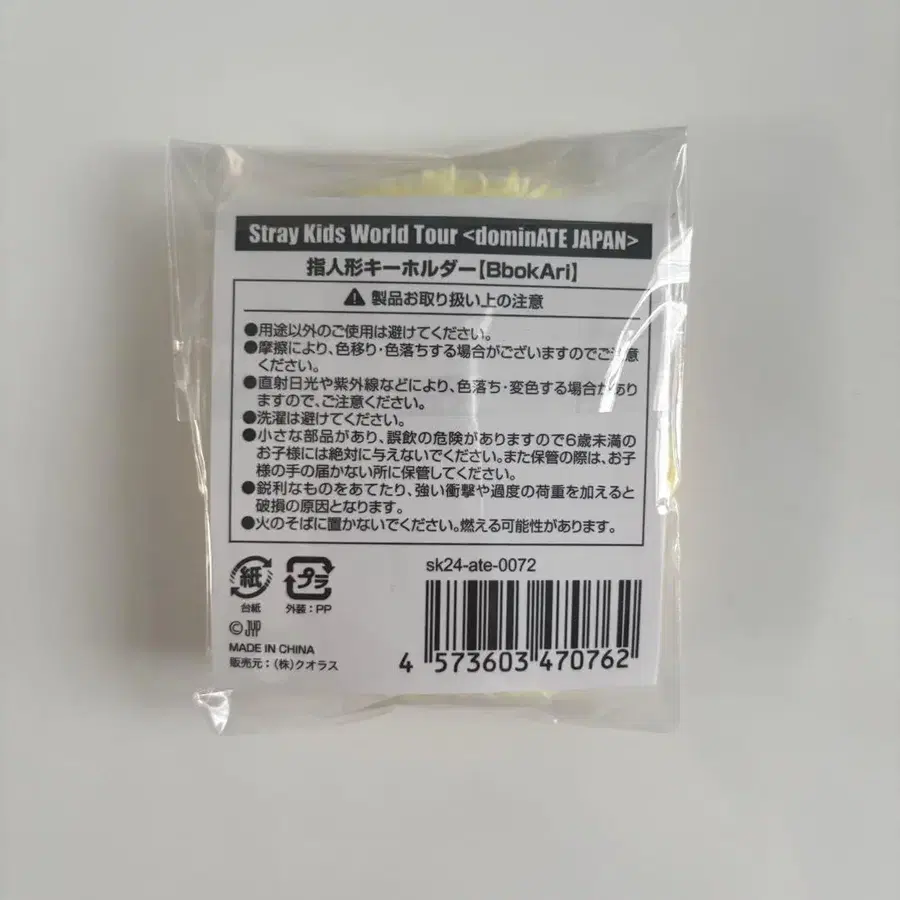 Stray Kids World Tour <dominATE JAPAN>
指人形キーホルダー【BbokAri】
製品お取り扱い上の注意
●用途以外のご使用は避けてください。
●摩擦により、色移り・色落ちする場合がございますのでご注意
ください。
●直射日光や紫外線などにより、色落ち・変色する場合があり
ますので、ご注意ください。
●洗濯は避けてください。
●小さな部品があり、誤飲の危険がありますので6歳未満の
お子様には絶対に与えないでください。また保管の際は、お子
様の手の届かない所に保管してください。
●鋭利なものをあてたり、強い衝撃や過度の荷重を加えると
破損の原因となります。
●火のそばに置かないでください。燃える可能性があります。
紙
台紙
プラ
外装：PP
sk24-ate-0072
©JYP
MADE IN CHINA
販売元：（株）クオラス
4 573603 470762